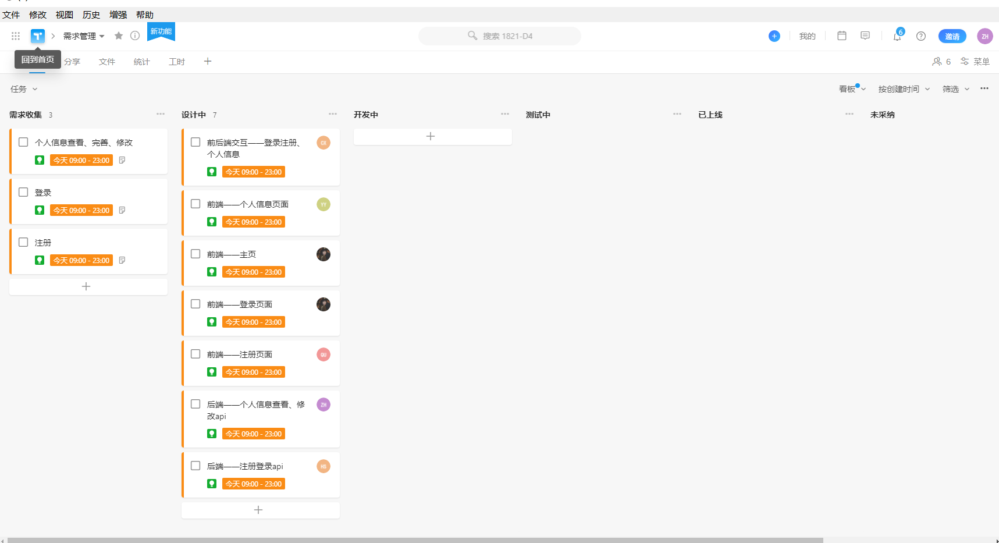 文件 修改 视图 历史 增强 帮助
需求管理
新功能
搜索 1821-D4
我的
6
邀请
ZH
回到首页
分享 文件 统计 工时
6 菜单
任务
看板 按创建时间 筛选
需求收集 3
个人信息查看、完善、修改
今天 09:00 - 23:00
登录
今天 09:00 - 23:00
注册
今天 09:00 - 23:00
设计中 7
前后端交互——登录注册、
个人信息
CX
今天 09:00 - 23:00
前端——个人信息页面
YY
今天 09:00 - 23:00
前端——主页
今天 09:00 - 23:00
前端——登录页面
今天 09:00 - 23:00
前端——注册页面
QU
今天 09:00 - 23:00
后端——个人信息查看、修
改api
ZH
今天 09:00 - 23:00
后端——注册登录api
HS
今天 09:00 - 23:00
开发中
测试中
已上线
未采纳